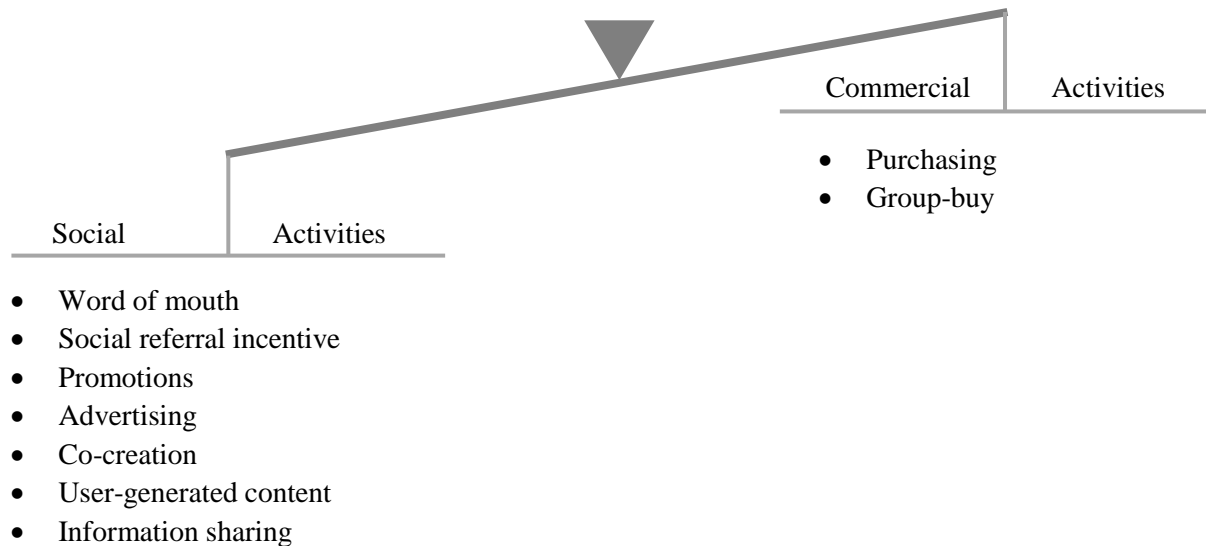 Commercial Activities
• Purchasing
• Group-buy
Social Activities
• Word of mouth
• Social referral incentive
• Promotions
• Advertising
• Co-creation
• User-generated content
• Information sharing